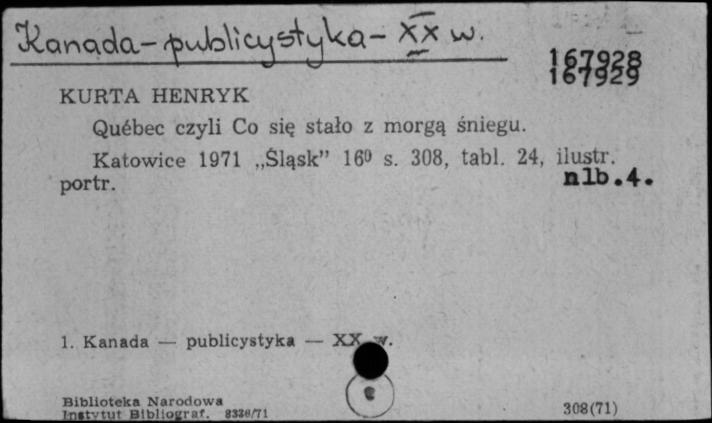 Kanada - publicystyka - XX w.
167928
167929
KURTA HENRYK
Québec czyli Co się stało z morgą śniegu.
Katowice 1971 „Śląsk” 16⁰ s. 308, tabl. 24, ilustr.
portr. nlb.4.
1. Kanada — publicystyka — XX w.
Biblioteka Narodowa
Instytut Bibliograf. 8336/71
308(71)